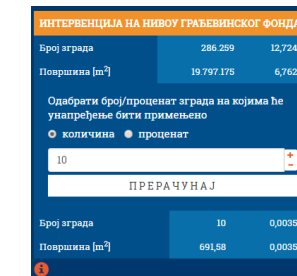 ИНТЕРВЕНЦИЈА НА НИВОУ ГРАЂЕВИНСКОГ ФОНДА
Број зграда 286.259 12,724
Површина [m²] 19.797.175 6,762
Одабрати број/проценат зграда на којима ће
унапређење бити примењено
количина проценат
10 + -
ПРЕРАЧУНАЈ
Број зграда 10 0,0035
Површина [m²] 691,58 0,0035
i